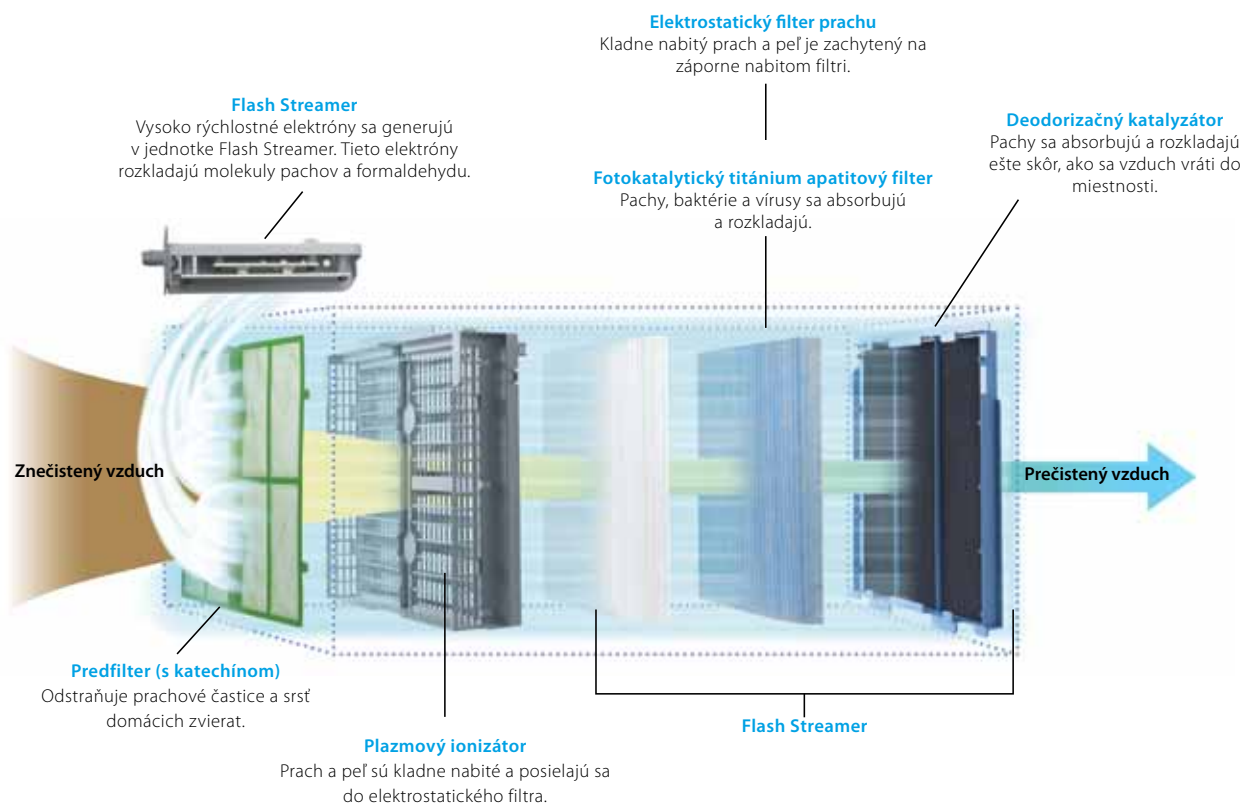 Elektrostatický filter prachu
Kladne nabitý prach a peľ je zachytený na
záporne nabitom filtri.
Flash Streamer
Vysoko rýchlostné elektróny sa generujú
v jednotke Flash Streamer. Tieto elektróny
rozkladajú molekuly pachov a formaldehydu.
Deodorizačný katalyzátor
Pachy sa absorbujú a rozkladajú
ešte skôr, ako sa vzduch vráti do
miestnosti.
Fotokatalytický titánium apatitový filter
Pachy, baktérie a vírusy sa absorbujú
a rozkladajú.
Znečistený vzduch
Prečistený vzduch
Predfilter (s katechínom)
Odstraňuje prachové častice a srsť
domácich zvierat.
Flash Streamer
Plazmový ionizátor
Prach a peľ sú kladne nabité a posielajú sa
do elektrostatického filtra.